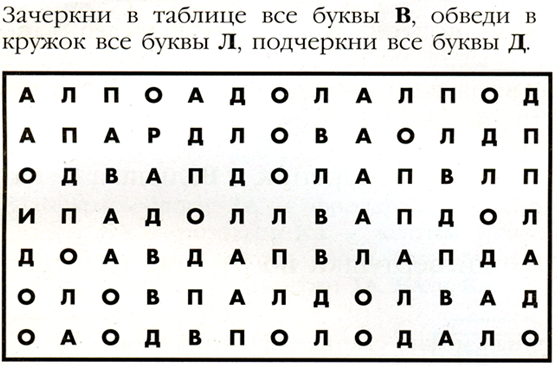 Зачеркни в таблице все буквы В, обведи в
кружок все буквы Л, подчеркни все буквы Д.
А Л П О А Д О Л А Л П О Д
А П А Р Д Л О В А О Л Д П
О Д В А П Д О Л А П В Л П
И П А Д О Л Л В А П Д О Л
Д О А В Д А П В Л А П Д А
О Л О В П А Л Д О Л В А Д
О А О Д В П О Л О Д А Л О